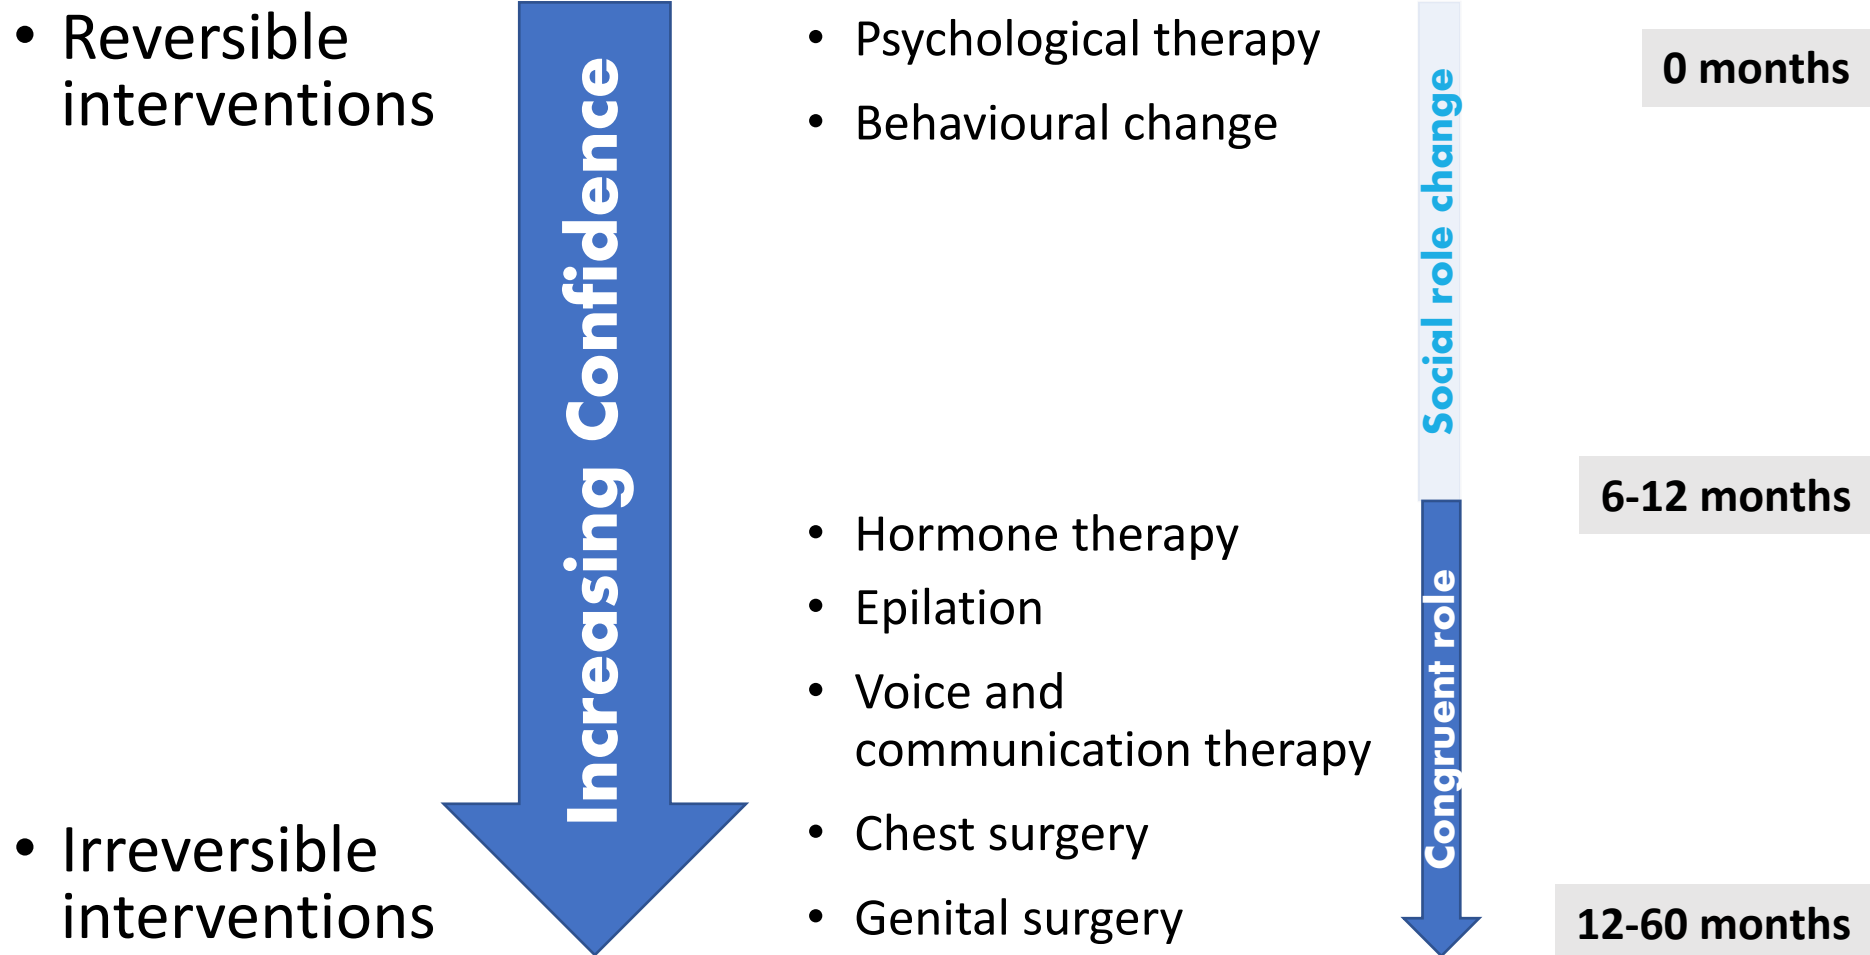 • Reversible
interventions
Increasing Confidence
• Psychological therapy
• Behavioural change
Social role change
0 months
6-12 months
• Hormone therapy
• Epilation
• Voice and
communication therapy
• Chest surgery
• Genital surgery
Congruent role
• Irreversible
interventions
12-60 months